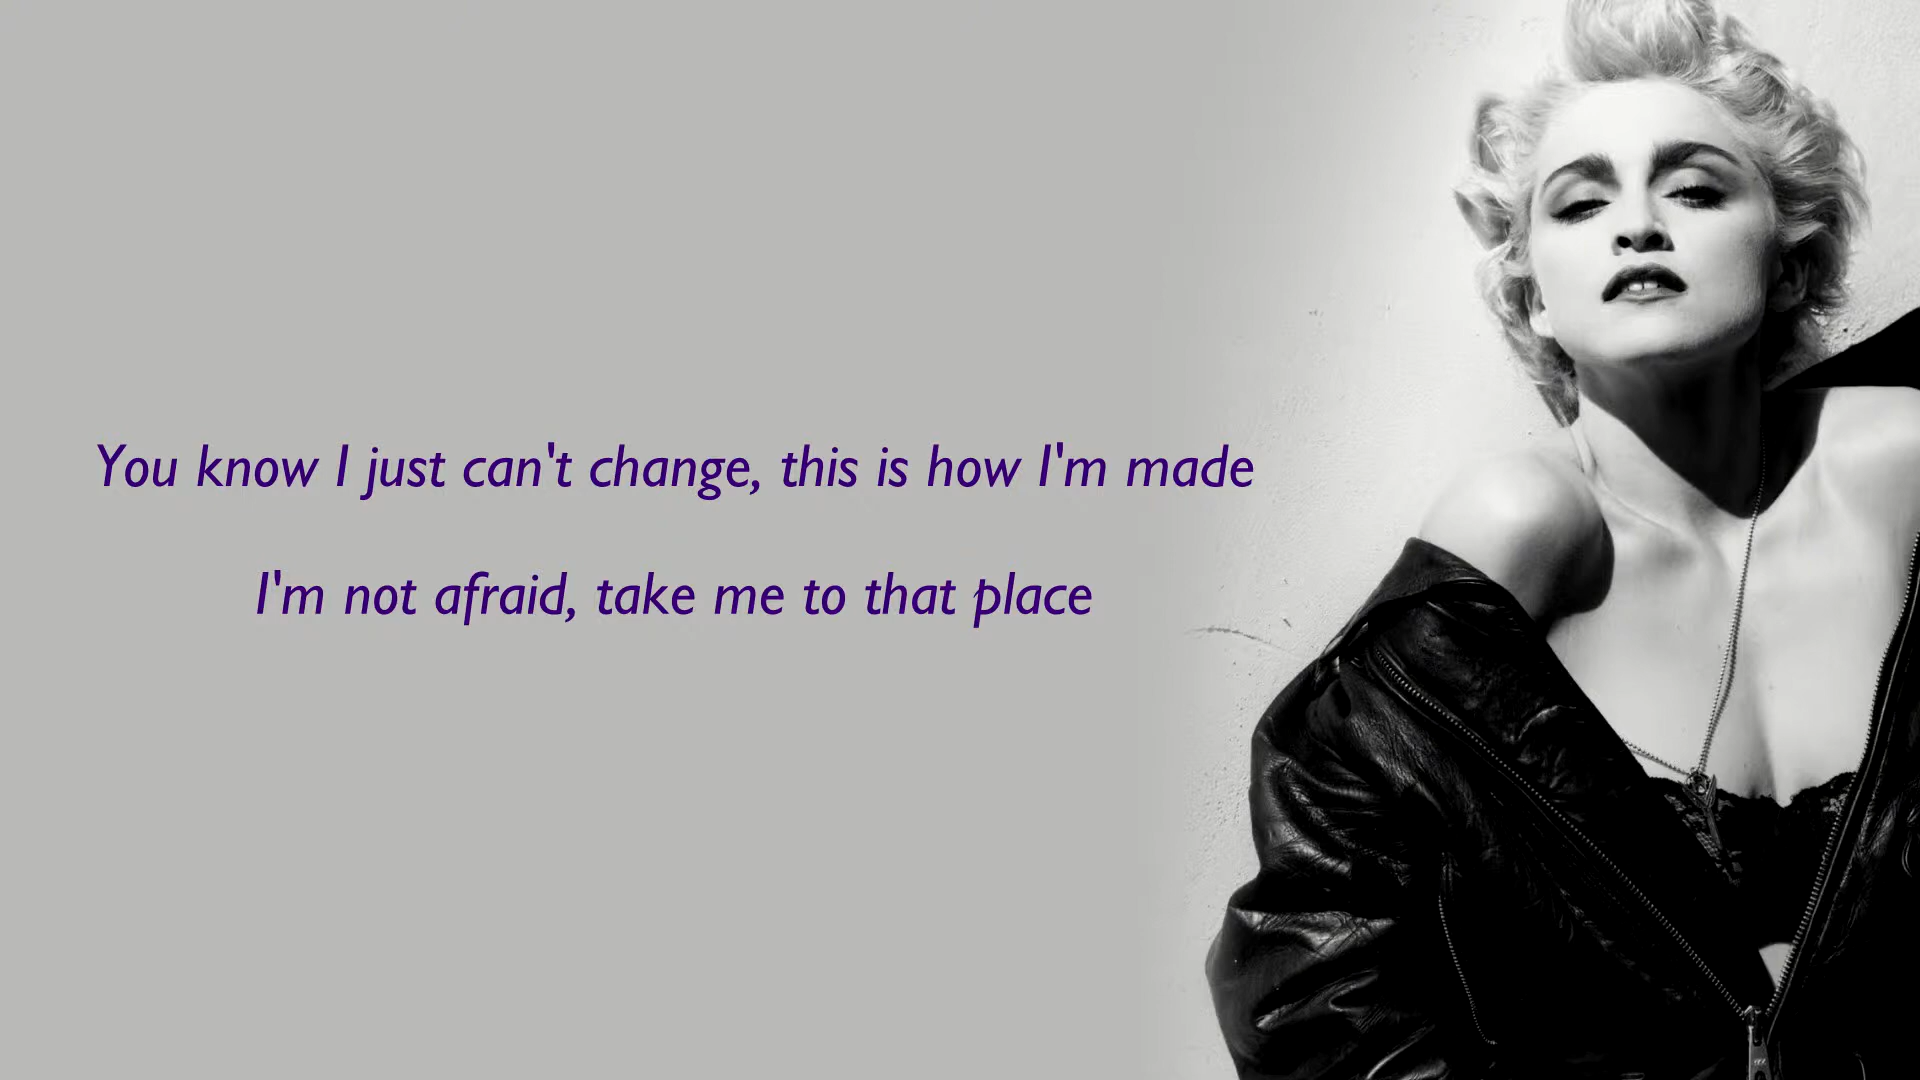 You know I just can't change, this is how I'm made
I'm not afraid, take me to that place